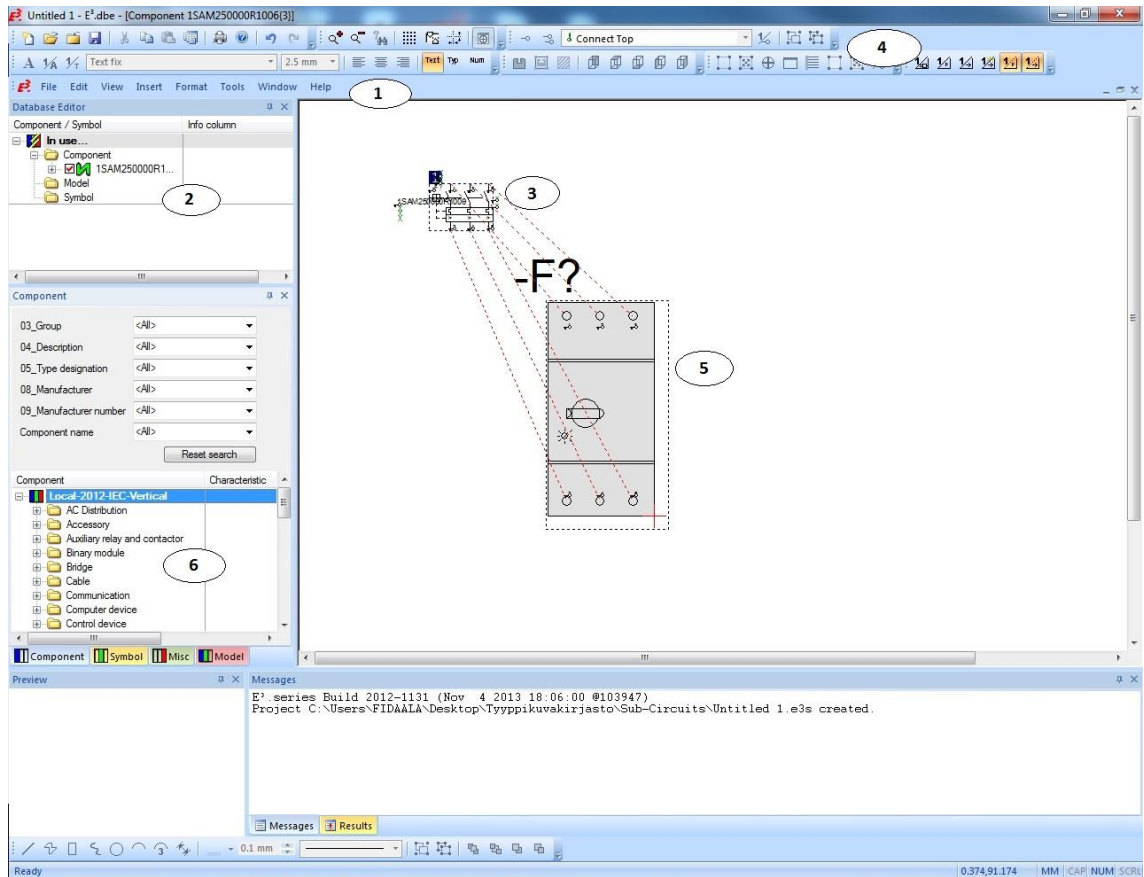 Untitled 1 - E³.dbe - [Component 1SAM250000R1006(3)]
Connect Top
4
Text fix
2.5 mm
Text Typ Num
File Edit View Insert Format Tools Window Help
1
Database Editor
Component / Symbol Info column
In use...
Component
1SAM250000R1...
Model
Symbol
2
3
1SAM250000R1006
-F?
5
Component
03_Group <All>
04_Description <All>
05_Type designation <All>
08_Manufacturer <All>
09_Manufacturer number <All>
Component name <All>
Reset search
Component Characteristic
Local-2012-IEC-Vertical
AC Distribution
Accessory
Auxiliary relay and contactor
Binary module
Bridge
6
Cable
Communication
Computer device
Control device
Component Symbol Misc Model
Preview
Messages
E³.series Build 2012-1131 (Nov 4 2013 18:06:00 @103947)
Project C:\Users\FIDAALA\Desktop\Tyyppikuvakirjasto\Sub-Circuits\Untitled 1.e3s created.
Messages Results
0.1 mm
Ready
0.374,91.174 MM CAP NUM SCRL